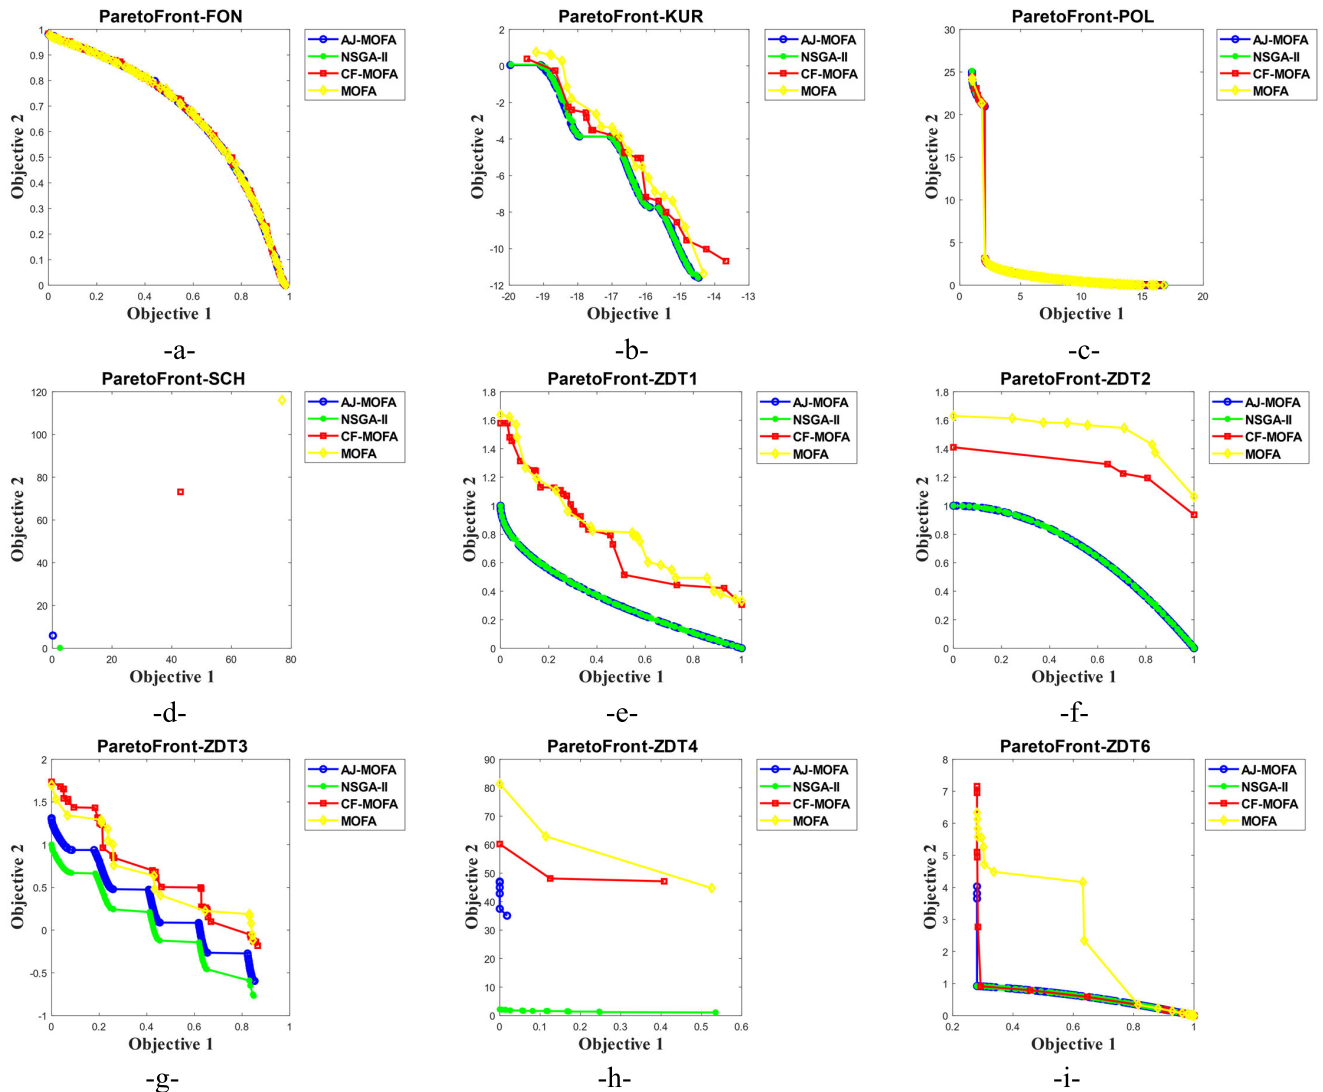 ParetoFront-FON
1
0.9
0.8
0.7
0.6
0.5
0.4
0.3
0.2
0.1
0
0 0.2 0.4 0.6 0.8 1
Objective 2
Objective 1
AJ-MOFA
NSGA-II
CF-MOFA
MOFA
-a-
ParetoFront-KUR
2
0
-2
-4
-6
-8
-10
-12
-20 -19 -18 -17 -16 -15 -14 -13
Objective 2
Objective 1
AJ-MOFA
NSGA-II
CF-MOFA
MOFA
-b-
ParetoFront-POL
30
25
20
15
10
5
0
0 5 10 15 20
Objective 2
Objective 1
AJ-MOFA
NSGA-II
CF-MOFA
MOFA
-c-
ParetoFront-SCH
120
100
80
60
40
20
0
0 20 40 60 80
Objective 2
Objective 1
AJ-MOFA
NSGA-II
CF-MOFA
MOFA
-d-
ParetoFront-ZDT1
1.8
1.6
1.4
1.2
1
0.8
0.6
0.4
0.2
0
0 0.2 0.4 0.6 0.8 1
Objective 2
Objective 1
AJ-MOFA
NSGA-II
CF-MOFA
MOFA
-e-
ParetoFront-ZDT2
1.8
1.6
1.4
1.2
1
0.8
0.6
0.4
0.2
0
0 0.2 0.4 0.6 0.8 1
Objective 2
Objective 1
AJ-MOFA
NSGA-II
CF-MOFA
MOFA
-f-
ParetoFront-ZDT3
2
1.5
1
0.5
0
-0.5
-1
0 0.2 0.4 0.6 0.8 1
Objective 2
Objective 1
AJ-MOFA
NSGA-II
CF-MOFA
MOFA
-g-
ParetoFront-ZDT4
90
80
70
60
50
40
30
20
10
0
0 0.1 0.2 0.3 0.4 0.5 0.6
Objective 2
Objective 1
AJ-MOFA
NSGA-II
CF-MOFA
MOFA
-h-
ParetoFront-ZDT6
8
7
6
5
4
3
2
1
0
0.2 0.4 0.6 0.8 1
Objective 2
Objective 1
AJ-MOFA
NSGA-II
CF-MOFA
MOFA
-i-